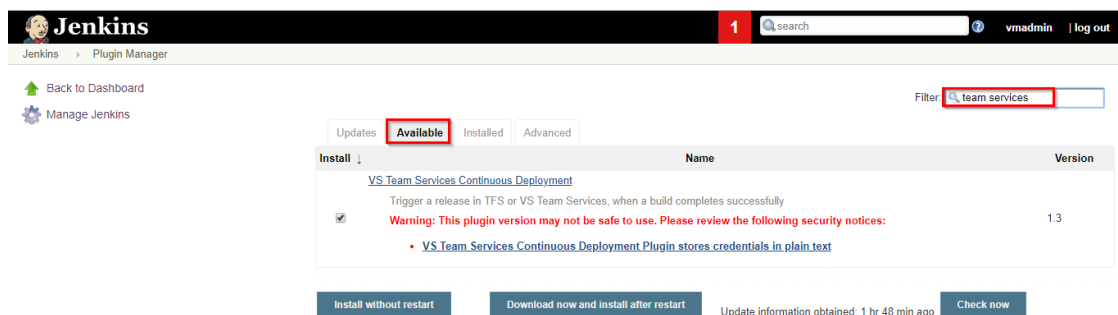 Jenkins
1
search
vmadmin | log out
Jenkins › Plugin Manager
Back to Dashboard
Manage Jenkins
Filter: team services
Updates Available Installed Advanced
Install ↓ Name Version
VS Team Services Continuous Deployment
Trigger a release in TFS or VS Team Services, when a build completes successfully
Warning: This plugin version may not be safe to use. Please review the following security notices:
1.3
• VS Team Services Continuous Deployment Plugin stores credentials in plain text
Install without restart Download now and install after restart Update information obtained: 1 hr 48 min ago Check now